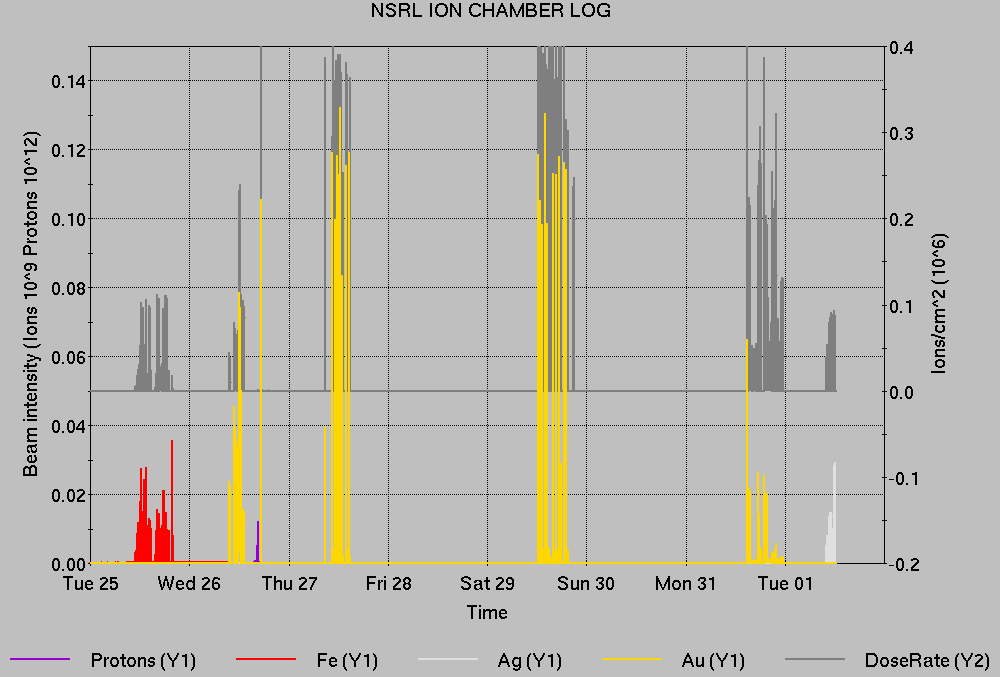 NSRL ION CHAMBER LOG
Beam intensity (Ions 10^9 Protons 10^12)
0.14
0.12
0.10
0.08
0.06
0.04
0.02
0.00
0.4
0.3
0.2
0.1
0.0
-0.1
-0.2
Ions/cm^2 (10^6)
Tue 25 Wed 26 Thu 27 Fri 28 Sat 29 Sun 30 Mon 31 Tue 01
Time
Protons (Y1) Fe (Y1) Ag (Y1) Au (Y1) DoseRate (Y2)